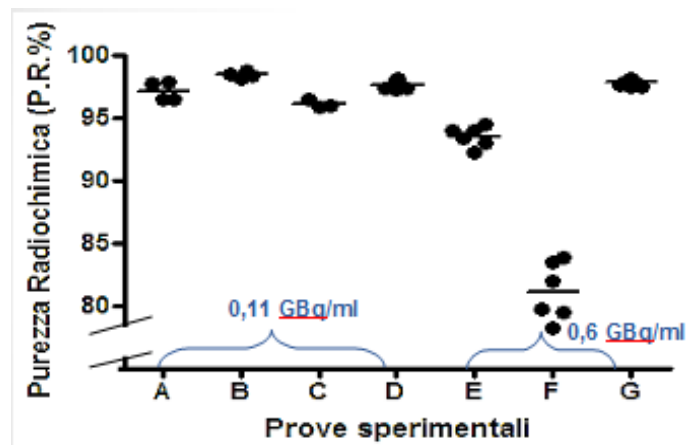 Purezza Radiochimica (P.R.%)
100
95
90
85
80
0,11 GBq/ml
0,6 GBq/ml
A B C D E F G
Prove sperimentali